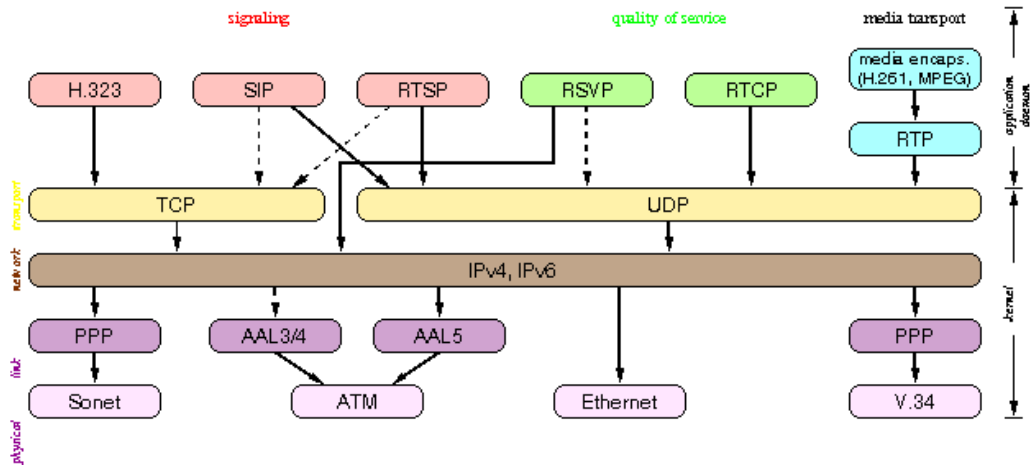 signaling
quality of service
media transport
media encaps.
(H.261, MPEG)
H.323
SIP
RTSP
RSVP
RTCP
RTP
application
daemon
transport
TCP
UDP
network
IPv4, IPv6
kernel
PPP
AAL3/4
AAL5
PPP
link
Sonet
ATM
Ethernet
V.34
physical